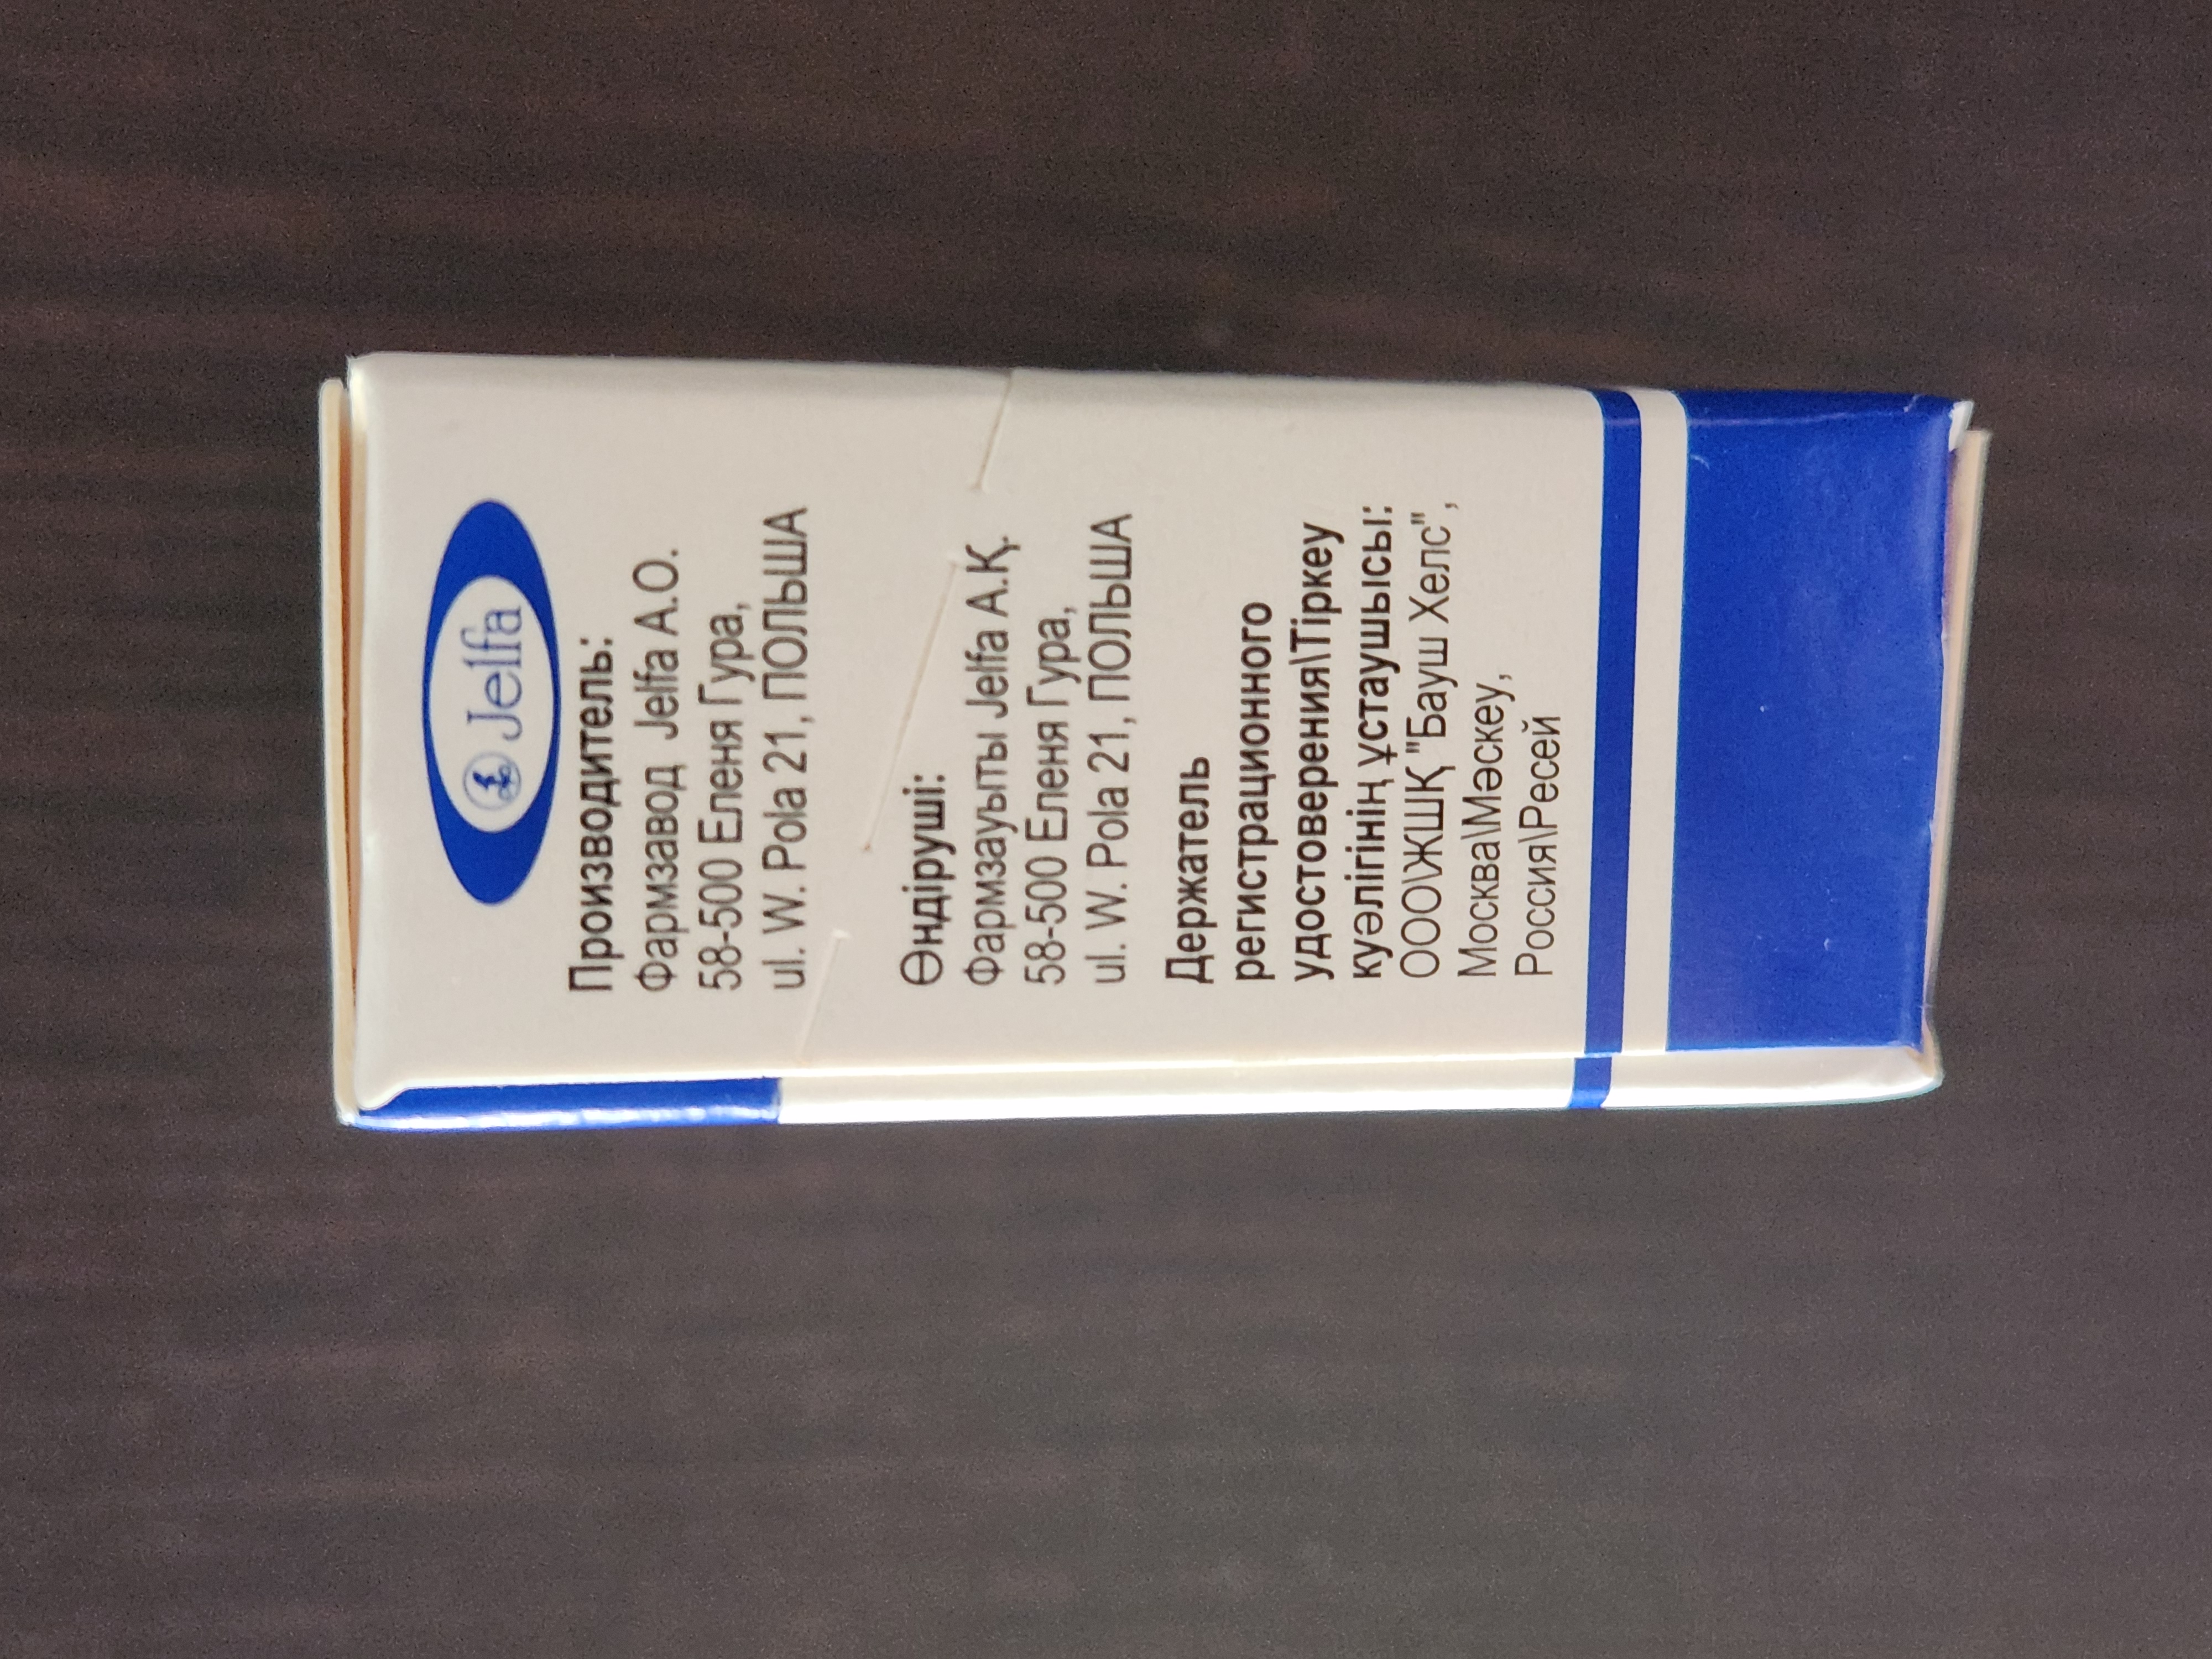 Jelfa
Производитель:
Фармзавод Jelfa А.О.
58-500 Еленя Гура,
ul. W. Pola 21, ПОЛЬША
Өндіруші:
Фармзауыты Jelfa А.Қ.
58-500 Еленя Гура,
ul. W. Pola 21, ПОЛЬША
Держатель
регистрационного
удостоверения\Тіркеу
куәлігінің ұстаушысы:
ООО\ЖШҚ "Бауш Хелс",
Москва\Мәскеу,
Россия\Ресей